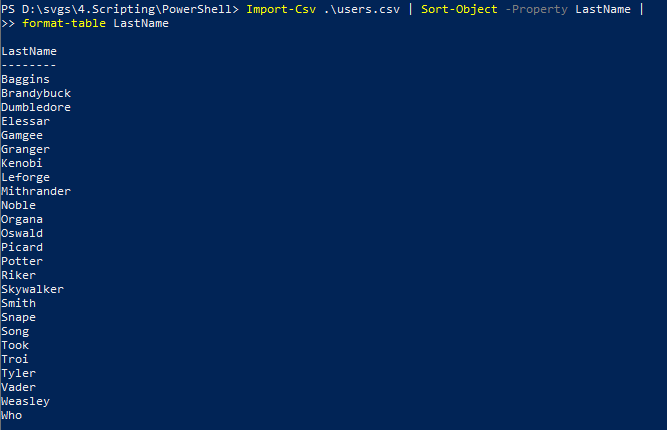 PS D:\svgs\4.Scripting\PowerShell> Import-Csv .\users.csv | Sort-Object -Property LastName |
>> format-table LastName
LastName
--------
Baggins
Brandybuck
Dumbledore
Elessar
Gamgee
Granger
Kenobi
Leforge
Mithrander
Noble
Organa
Oswald
Picard
Potter
Riker
Skywalker
Smith
Snape
Song
Took
Troi
Tyler
Vader
Weasley
Who